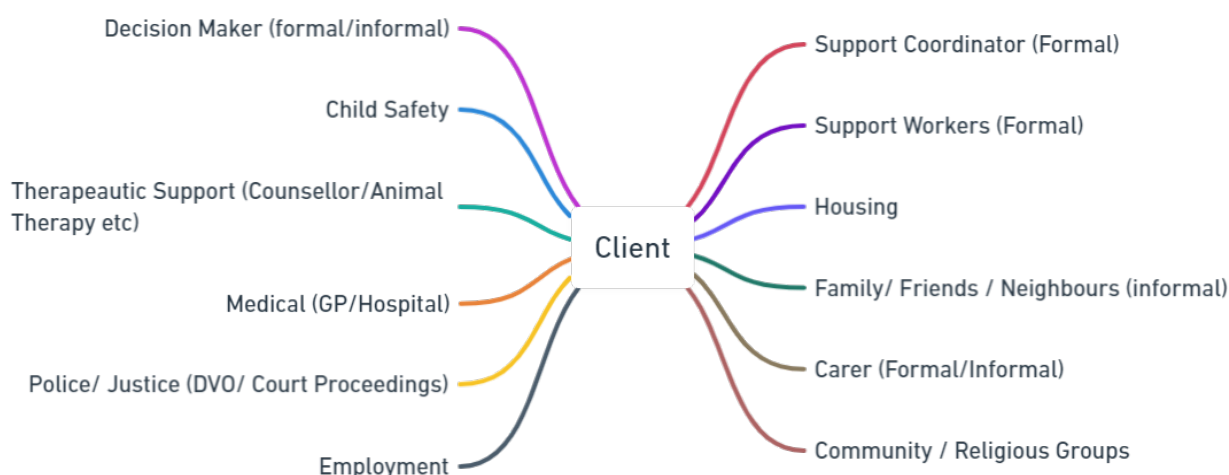 Decision Maker (formal/informal)
Child Safety
Therapeautic Support (Counsellor/Animal
Therapy etc)
Medical (GP/Hospital)
Police/ Justice (DVO/ Court Proceedings)
Employment
Client
Support Coordinator (Formal)
Support Workers (Formal)
Housing
Family/ Friends / Neighbours (informal)
Carer (Formal/Informal)
Community / Religious Groups